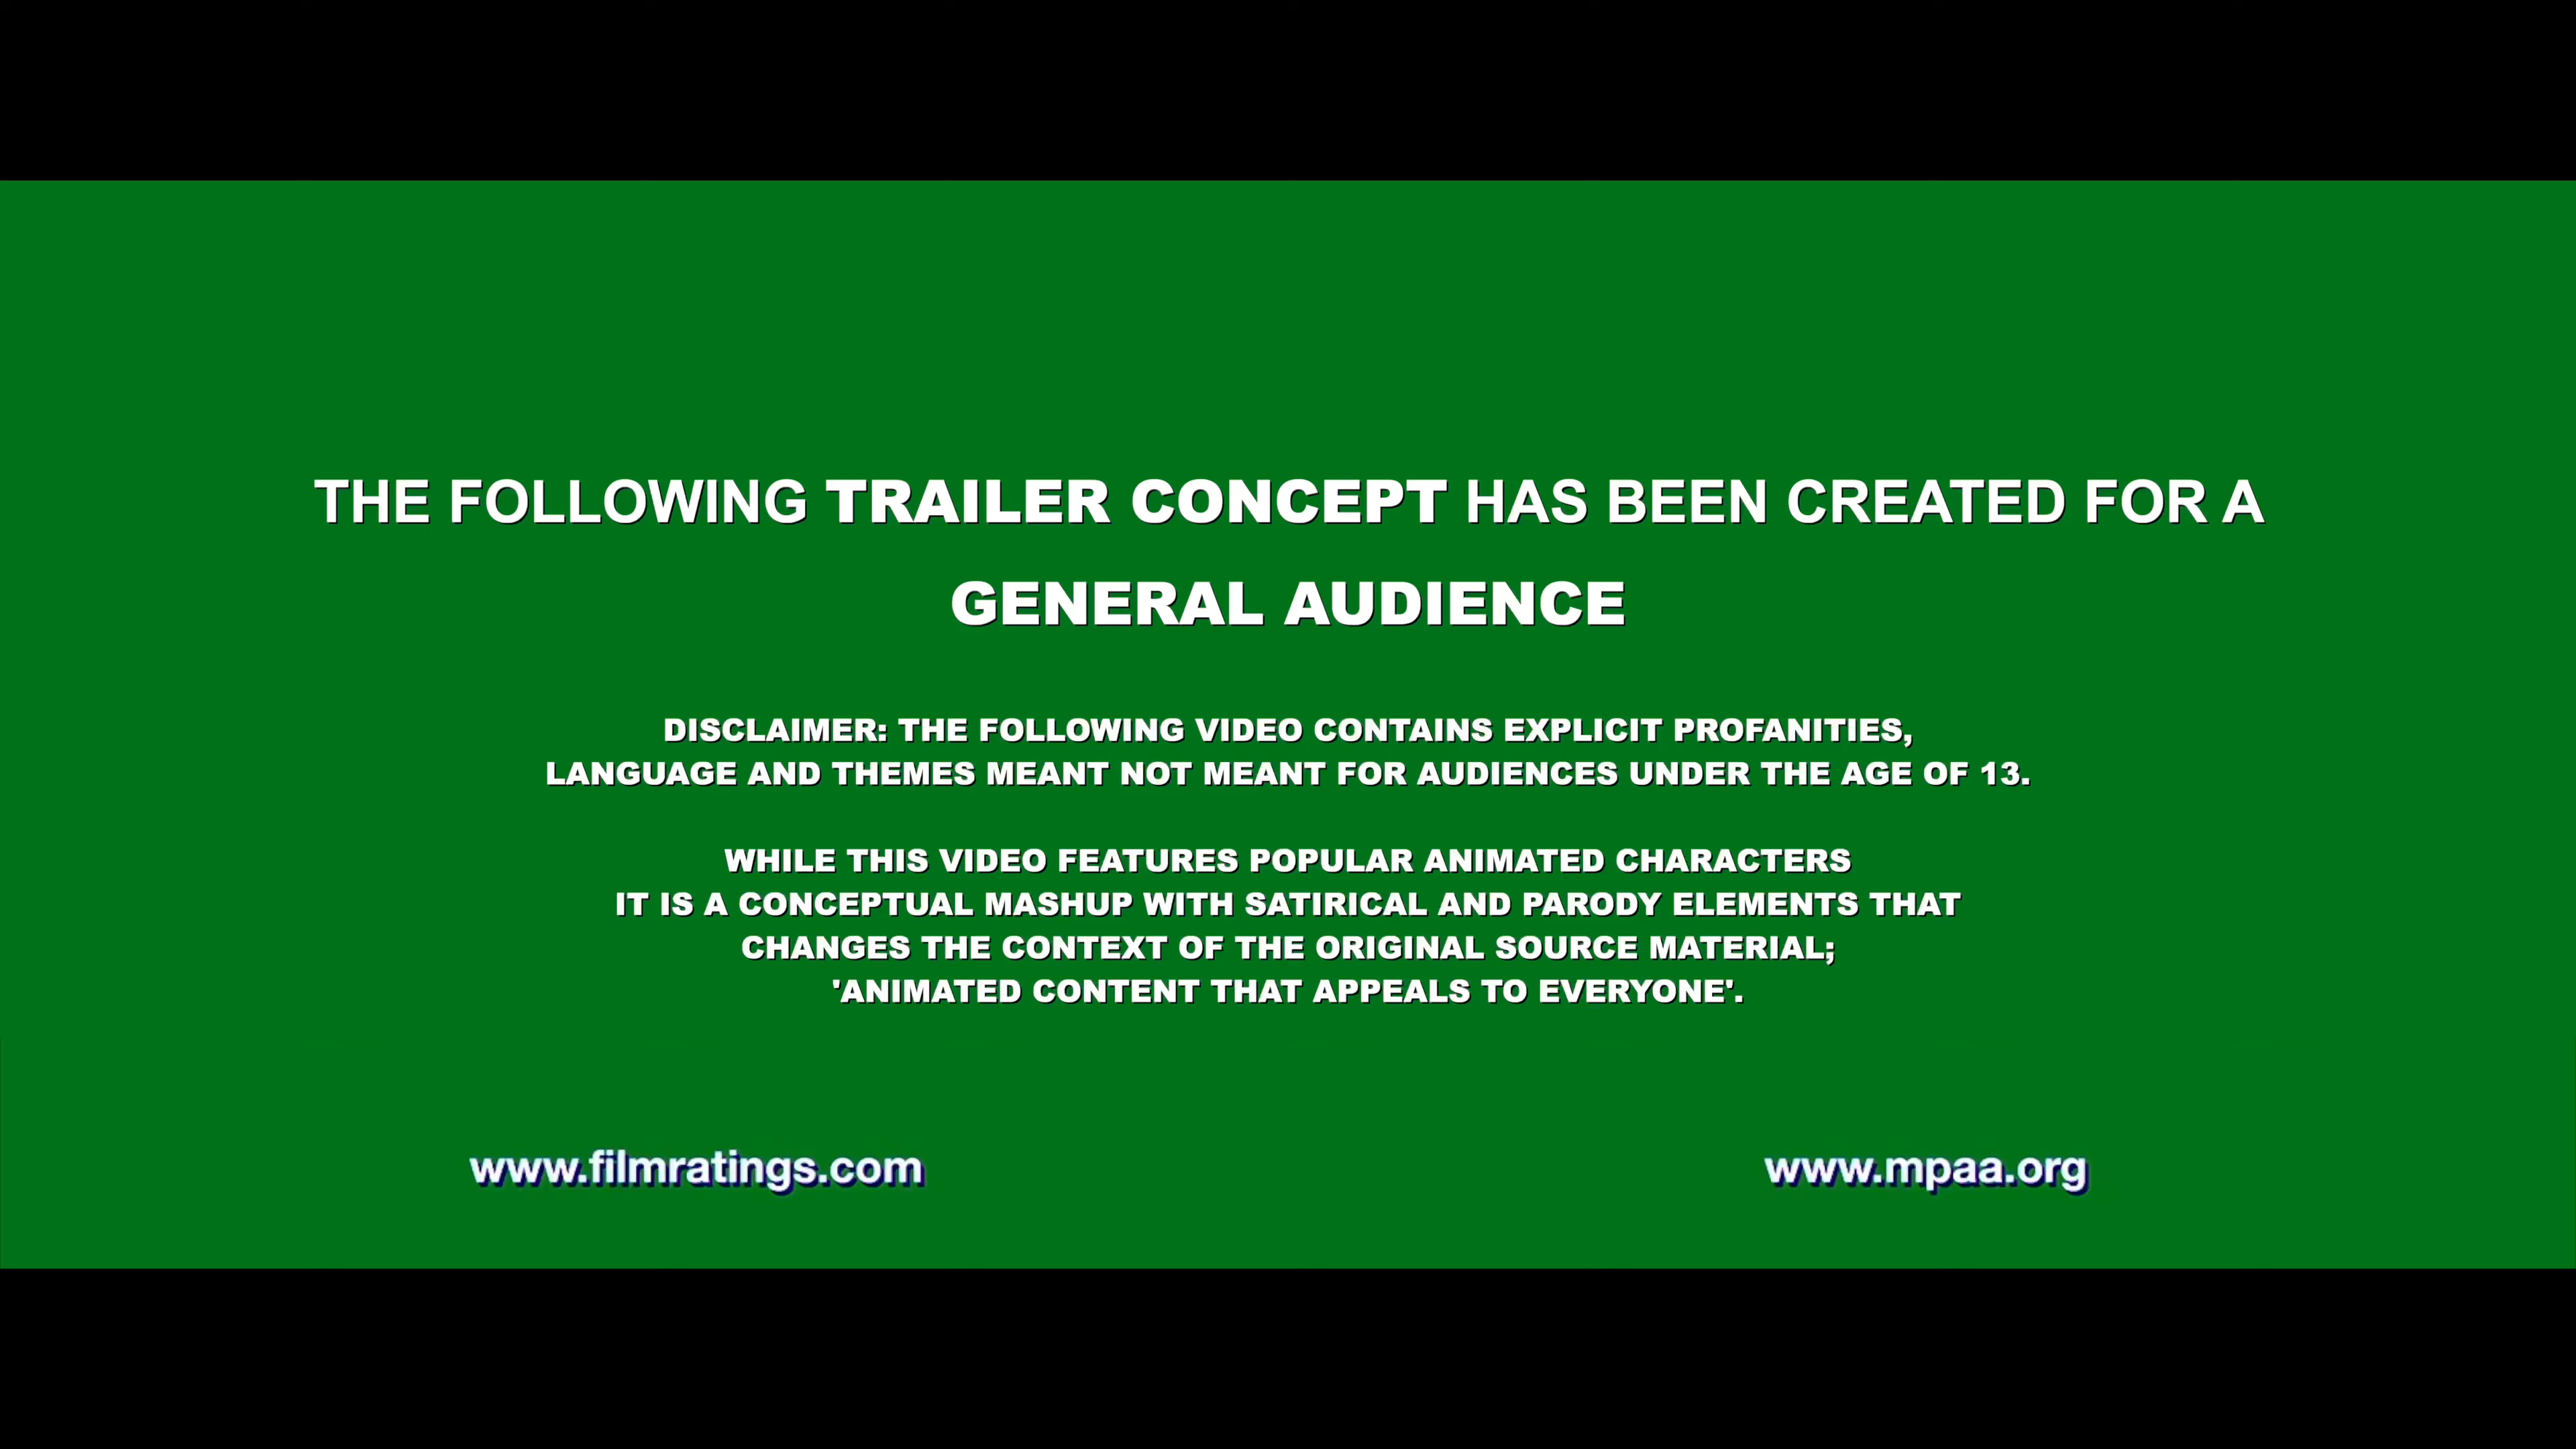 THE FOLLOWING TRAILER CONCEPT HAS BEEN CREATED FOR A
GENERAL AUDIENCE
DISCLAIMER: THE FOLLOWING VIDEO CONTAINS EXPLICIT PROFANITIES,
LANGUAGE AND THEMES MEANT NOT MEANT FOR AUDIENCES UNDER THE AGE OF 13.
WHILE THIS VIDEO FEATURES POPULAR ANIMATED CHARACTERS
IT IS A CONCEPTUAL MASHUP WITH SATIRICAL AND PARODY ELEMENTS THAT
CHANGES THE CONTEXT OF THE ORIGINAL SOURCE MATERIAL;
'ANIMATED CONTENT THAT APPEALS TO EVERYONE'.
www.filmratings.com
www.mpaa.org